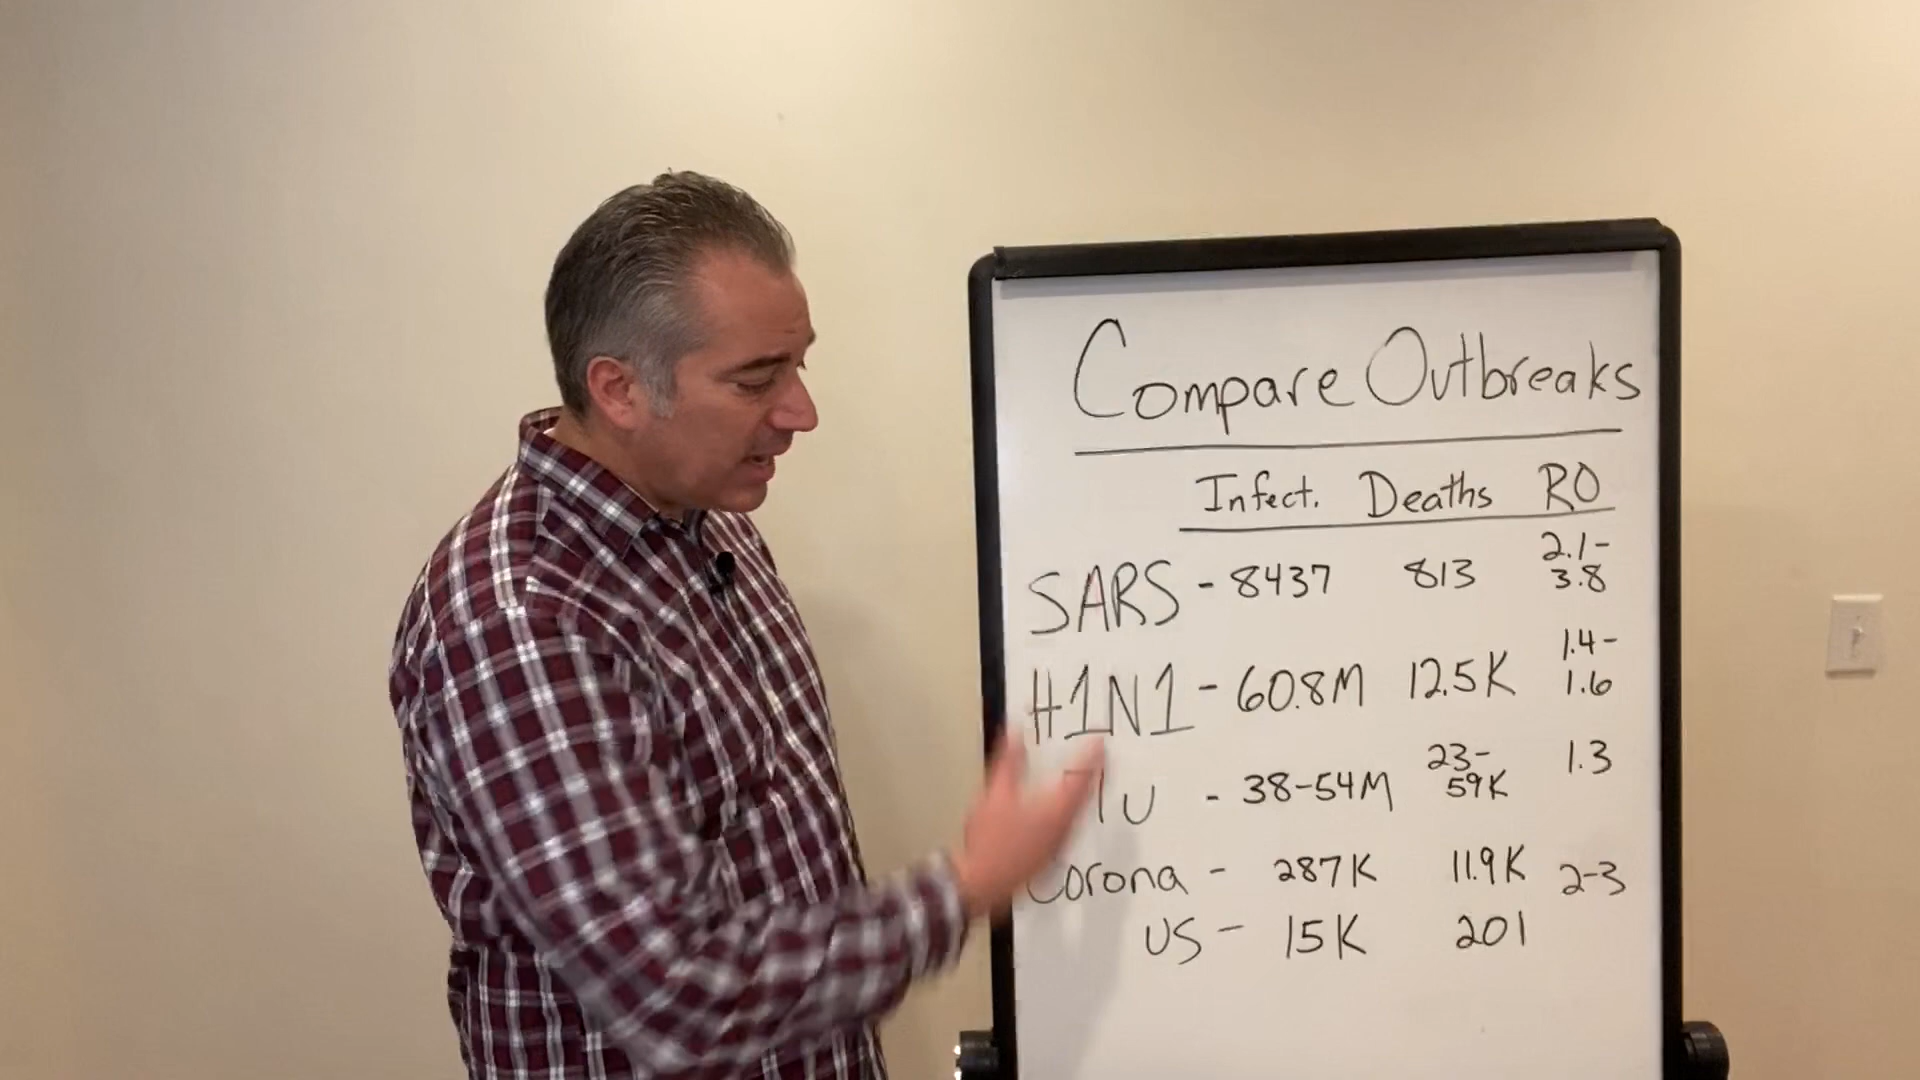 Compare Outbreaks
Infect. Deaths RO
SARS - 8437 813 2.1-3.8
H1N1 - 60.8M 12.5K 1.4-1.6
- 38-54M 23-59K 1.3
Corona - 287K 11.9K 2-3
US - 15K 201